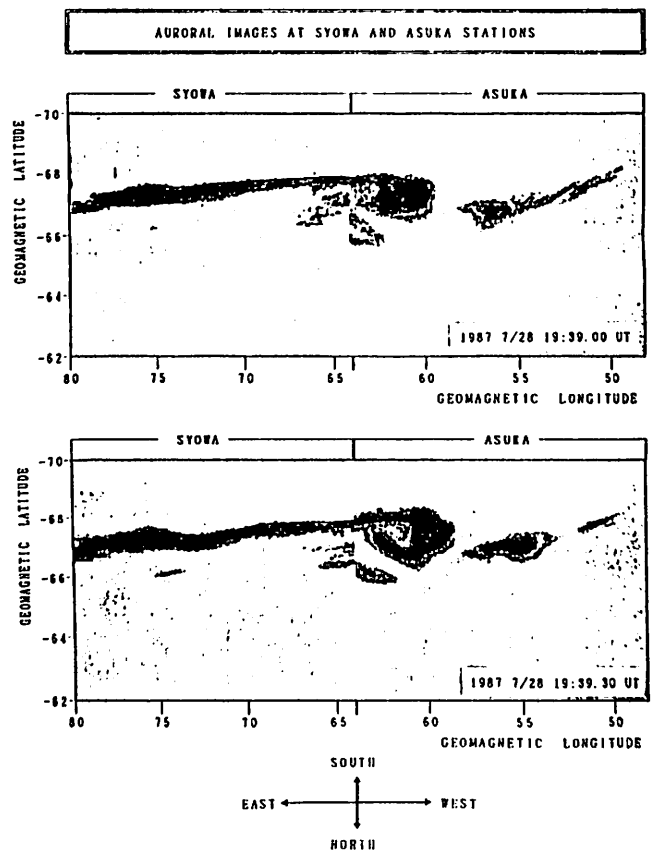 AURORAL IMAGES AT SYOWA AND ASUKA STATIONS
SYOWA
ASUKA
GEOMAGNETIC LATITUDE
-70
-68
-66
-64
-62
80
75
70
65
60
55
50
1987 7/28 19:39.00 UT
GEOMAGNETIC LONGITUDE
SYOWA
ASUKA
GEOMAGNETIC LATITUDE
-70
-68
-66
-64
-62
80
75
70
65
60
55
50
1987 7/28 19:39.30 UT
GEOMAGNETIC LONGITUDE
SOUTH
EAST
WEST
NORTH